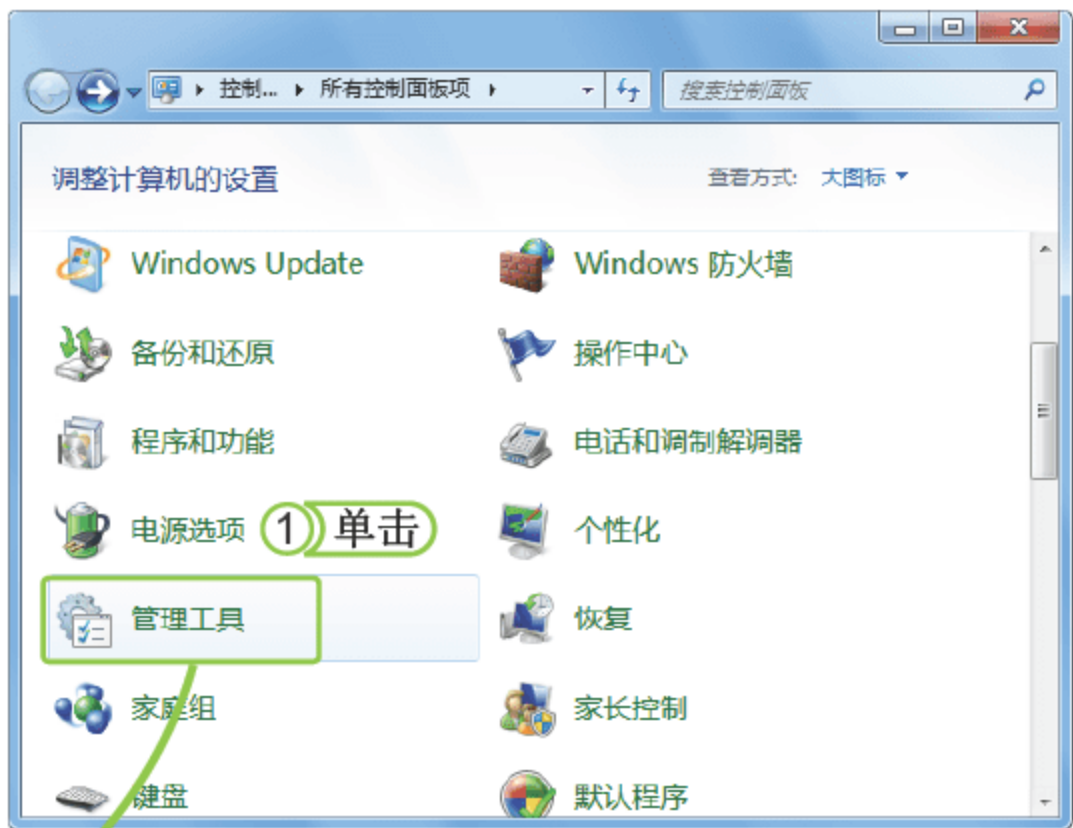 控制... 所有控制面板项 搜索控制面板
调整计算机的设置 查看方式: 大图标
Windows Update Windows 防火墙
备份和还原 操作中心
程序和功能 电话和调制解调器
电源选项 1 单击 个性化
管理工具 恢复
家庭组 家长控制
键盘 默认程序